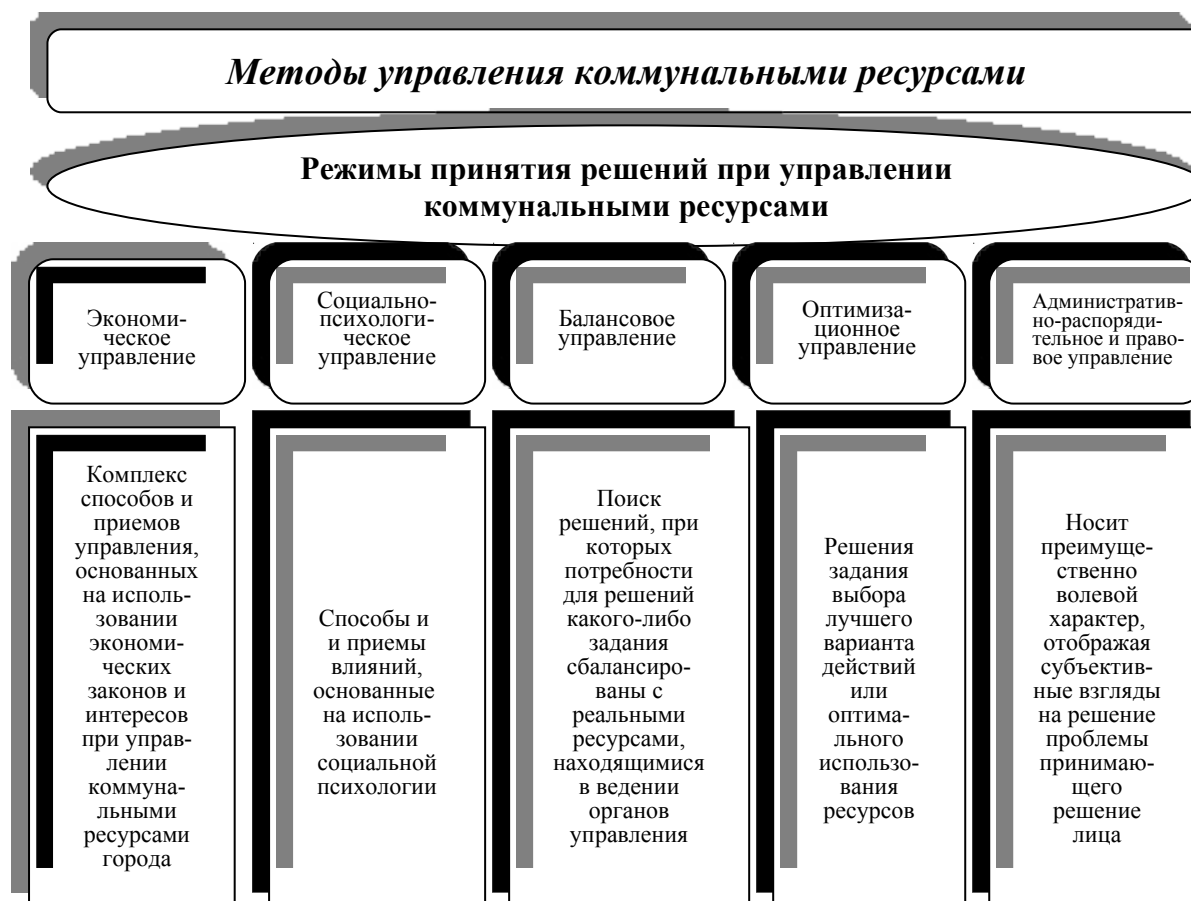 Методы управления коммунальными ресурсами
Режимы принятия решений при управлении
коммунальными ресурсами
Экономи-
ческое
управление
Социально-
психологи-
ческое
управление
Балансовое
управление
Оптимиза-
ционное
управление
Административ-
но-распоряди-
тельное и право-
вое управление
Комплекс
способов и
приемов
управления,
основанных
на исполь-
зовании
экономи-
ческих
законов и
интересов
при управ-
лении
коммуна-
льными
ресурсами
города
Способы и
и приемы
влияний,
основанные
на исполь-
зовании
социальной
психологии
Поиск
решений, при
которых
потребности
для решений
какого-либо
задания
сбалансиро-
ваны с
реальными
ресурсами,
находящимися
в ведении
органов
управления
Решения
задания
выбора
лучшего
варианта
действий
или
оптима-
льного
использо-
вания
ресурсов
Носит
преимуще-
ственно
волевой
характер,
отображая
субъектив-
ные взгляды
на решение
проблемы
принимаю-
щего
решение
лица